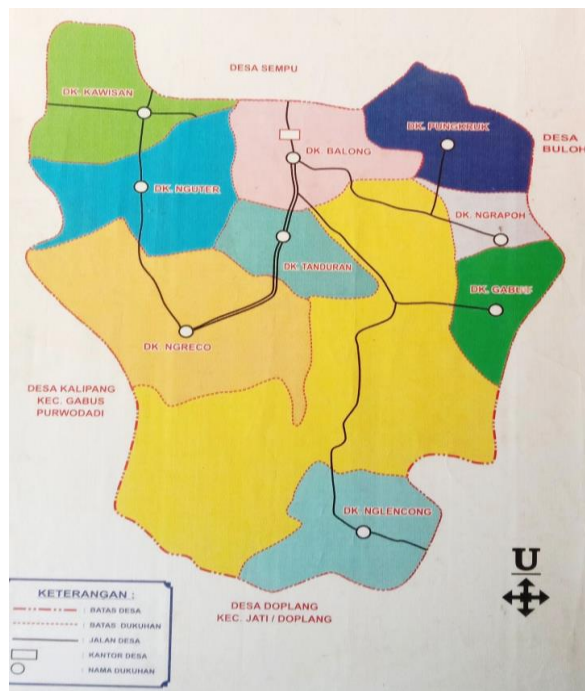 DESA SEMPU
DK. KAWISAN
DK. PUNGKRUK
DESA
BULOH
DK. BALONG
DK. NGUTER
DK. NGRAPOH
DK. TANDURAN
DK. GABUS
DK. NGRECO
DESA KALIPANG
KEC. GABUS
PURWODADI
DK. NGLENCONG
DESA DOPLANG
KEC. JATI / DOPLANG
U
KETERANGAN :
: BATAS DESA
: BATAS DUKUHAN
: JALAN DESA
: KANTOR DESA
: NAMA DUKUHAN